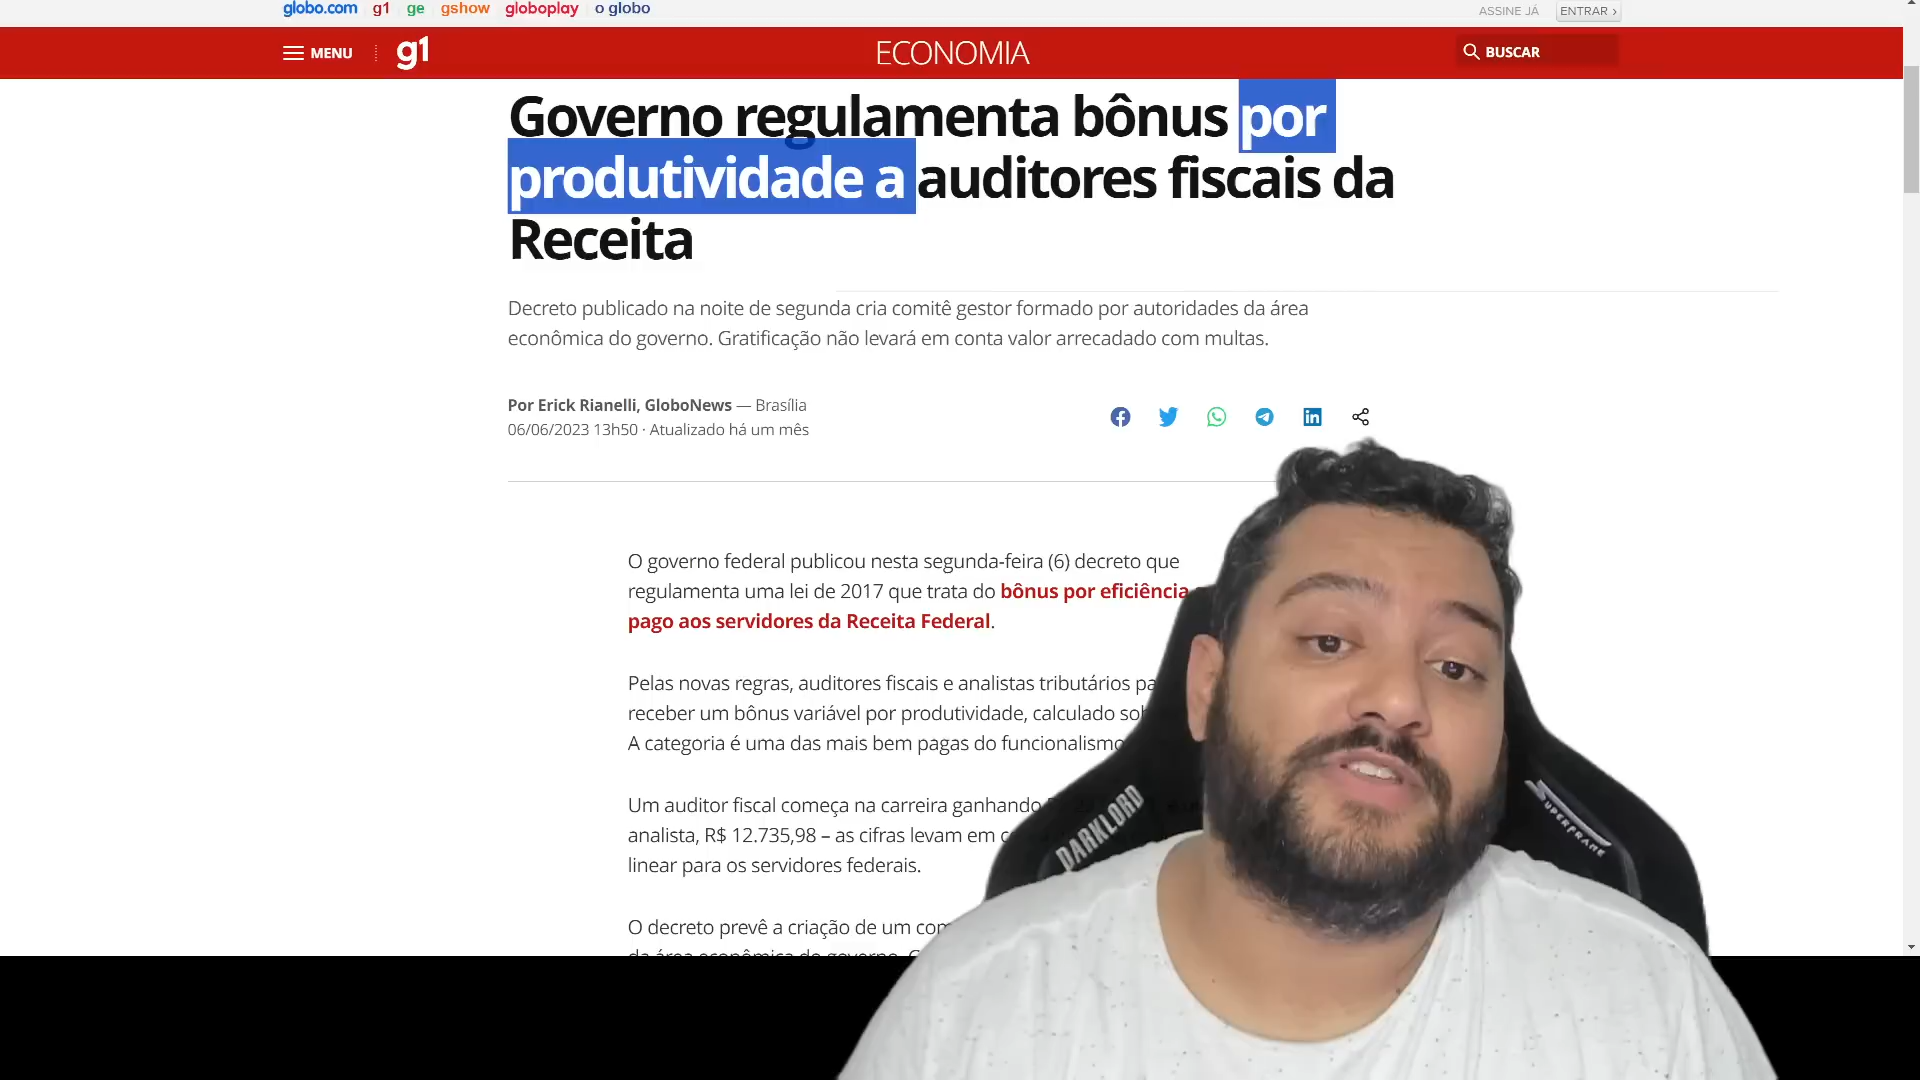 globo.com g1 ge gshow globoplay o globo ASSINE JÁ ENTRAR ›
MENU g1 ECONOMIA BUSCAR
Governo regulamenta bônus por
produtividade a auditores fiscais da
Receita
Decreto publicado na noite de segunda cria comitê gestor formado por autoridades da área
econômica do governo. Gratificação não levará em conta valor arrecadado com multas.
Por Erick Rianelli, GloboNews — Brasília
06/06/2023 13h50 · Atualizado há um mês
O governo federal publicou nesta segunda-feira (6) decreto que
regulamenta uma lei de 2017 que trata do bônus por eficiência
pago aos servidores da Receita Federal.
Pelas novas regras, auditores fiscais e analistas tributários
receber um bônus variável por produtividade, calculado
A categoria é uma das mais bem pagas do funcionalismo
Um auditor fiscal começa na carreira ganhando
analista, R$ 12.735,98 – as cifras levam em
linear para os servidores federais.
O decreto prevê a criação de um
da área econômica do governo.
DARKLORD
SUPERFRAME